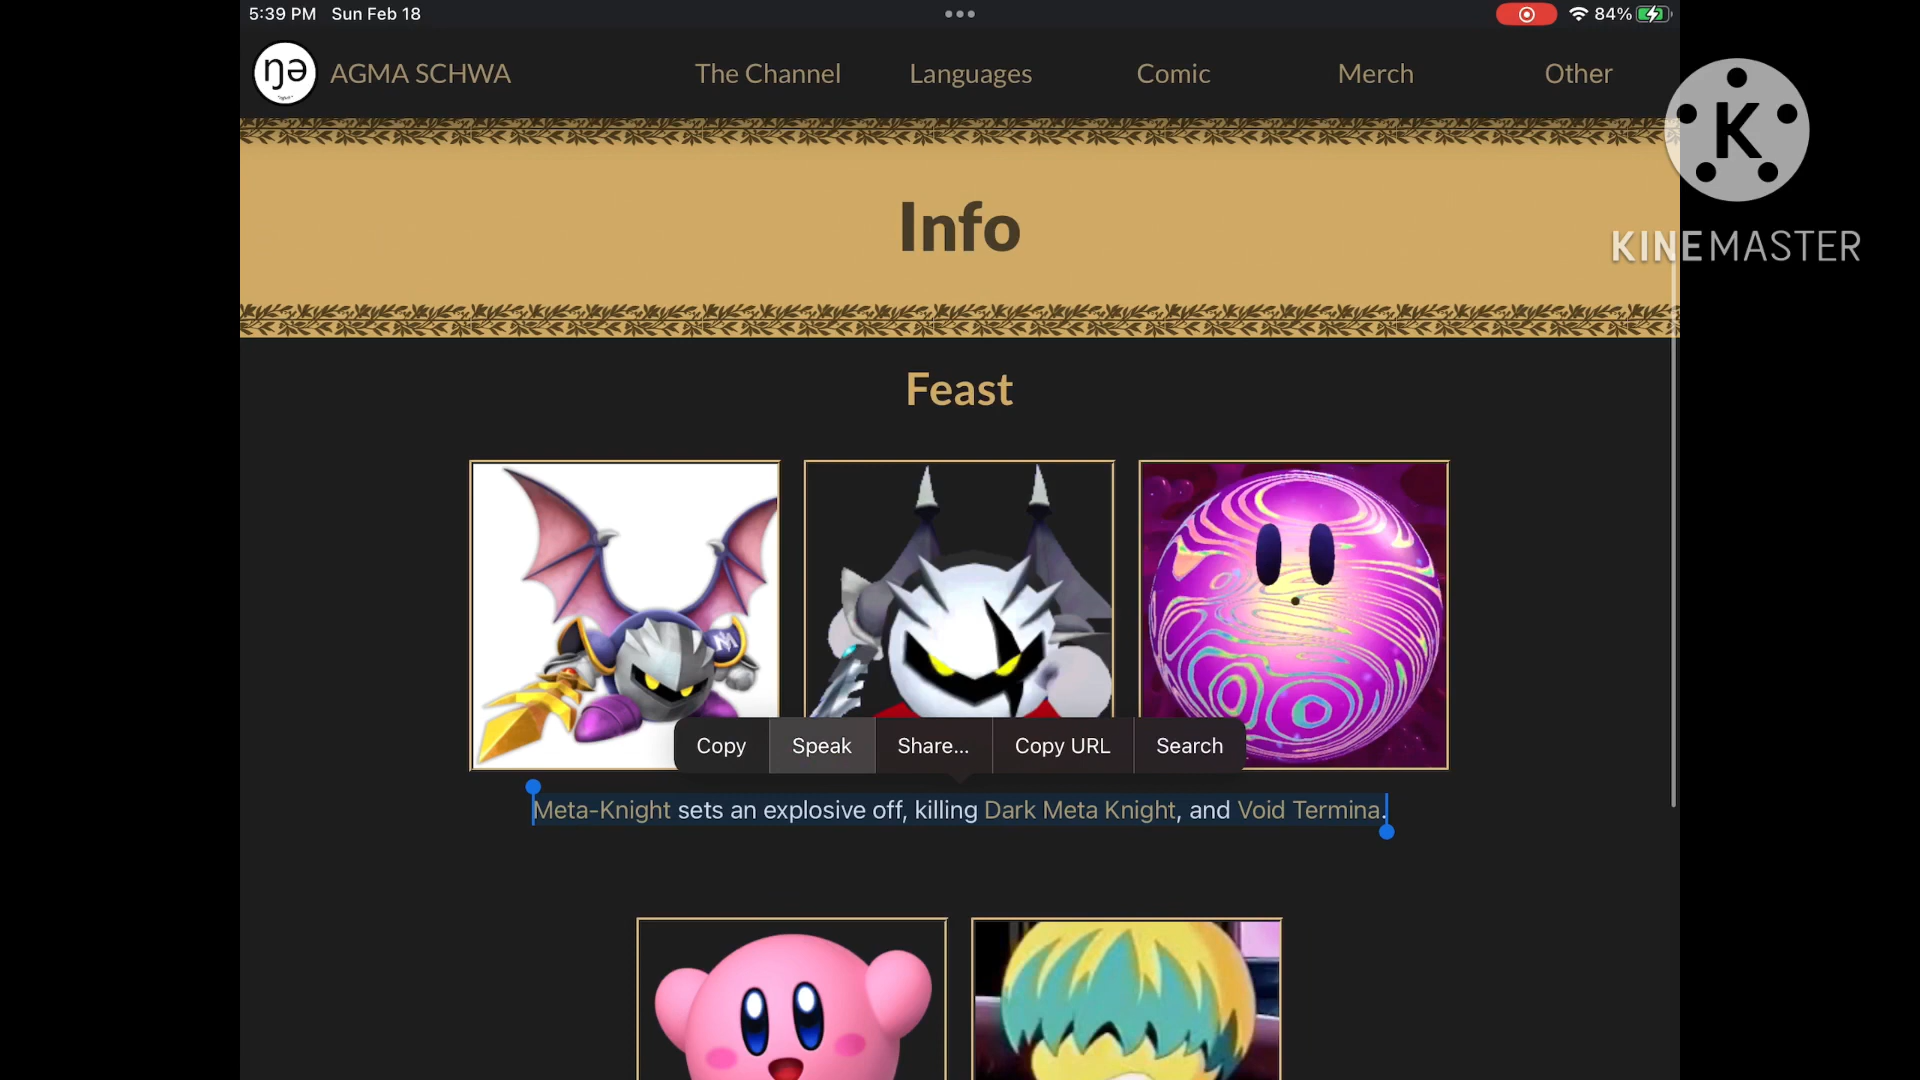 5:39 PM Sun Feb 18
84%
ŋə AGMA SCHWA
The Channel
Languages
Comic
Merch
Other
K
KINEMASTER
Info
Feast
M
Copy
Speak
Share...
Copy URL
Search
Meta-Knight sets an explosive off, killing Dark Meta Knight, and Void Termina.